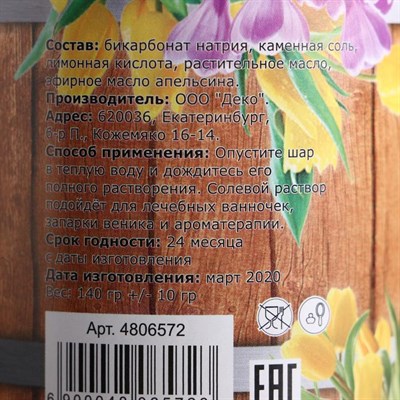 Состав: бикарбонат натрия, каменная соль,
лимонная кислота, растительное масло,
эфирное масло апельсина.
Производитель: ООО "Деко".
Адрес: 620036, Екатеринбург,
б-р П., Кожемяко 16-14.
Способ применения: Опустите шар
в теплую воду и дождитесь его
полного растворения. Солевой раствор
подойдёт для лечебных ванночек,
запарки веника и ароматерапии.
Срок годности: 24 месяца
с даты изготовления
Дата изготовления: март 2020
Вес: 140 гр +/- 10 гр
Арт. 4806572
ЕАС